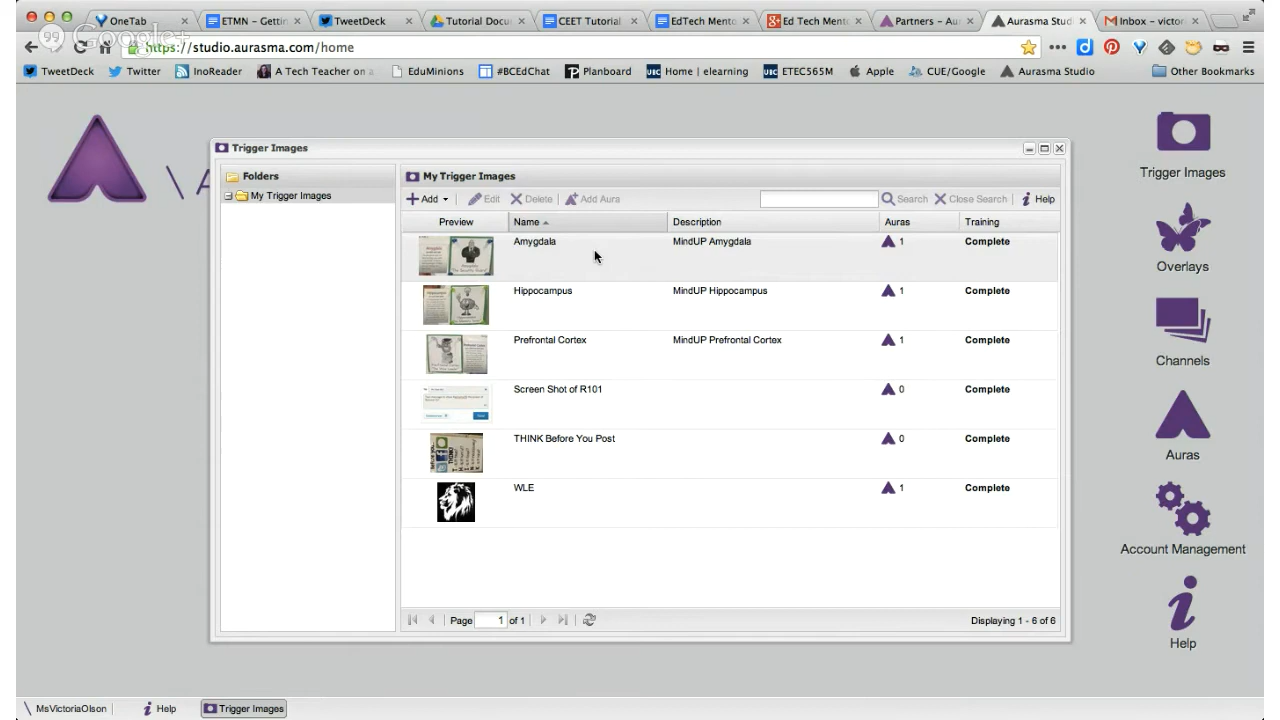 OneTab
ETMN – Gettin
TweetDeck
Tutorial Docu
CEET Tutorial
EdTech Mento
Ed Tech Ment
Partners – Au
Aurasma Stud
Inbox – victor
Google+
https://studio.aurasma.com/home
TweetDeck
Twitter
InoReader
A Tech Teacher on a
EduMinions
#BCEdChat
Planboard
UBC Home | elearning
UBC ETEC565M
Apple
CUE/Google
Aurasma Studio
Other Bookmarks
Trigger Images
Folders
My Trigger Images
My Trigger Images
Add
Edit
Delete
Add Aura
Search
Close Search
Help
Preview Name Description Auras Training
Amygdala MindUP Amygdala 1 Complete
Hippocampus MindUP Hippocampus 1 Complete
Prefrontal Cortex MindUP Prefrontal Cortex 1 Complete
Screen Shot of R101 0 Complete
THINK Before You Post 0 Complete
WLE 1 Complete
Page 1 of 1
Displaying 1 - 6 of 6
Trigger Images
Overlays
Channels
Auras
Account Management
Help
MsVictoriaOlson
Help
Trigger Images